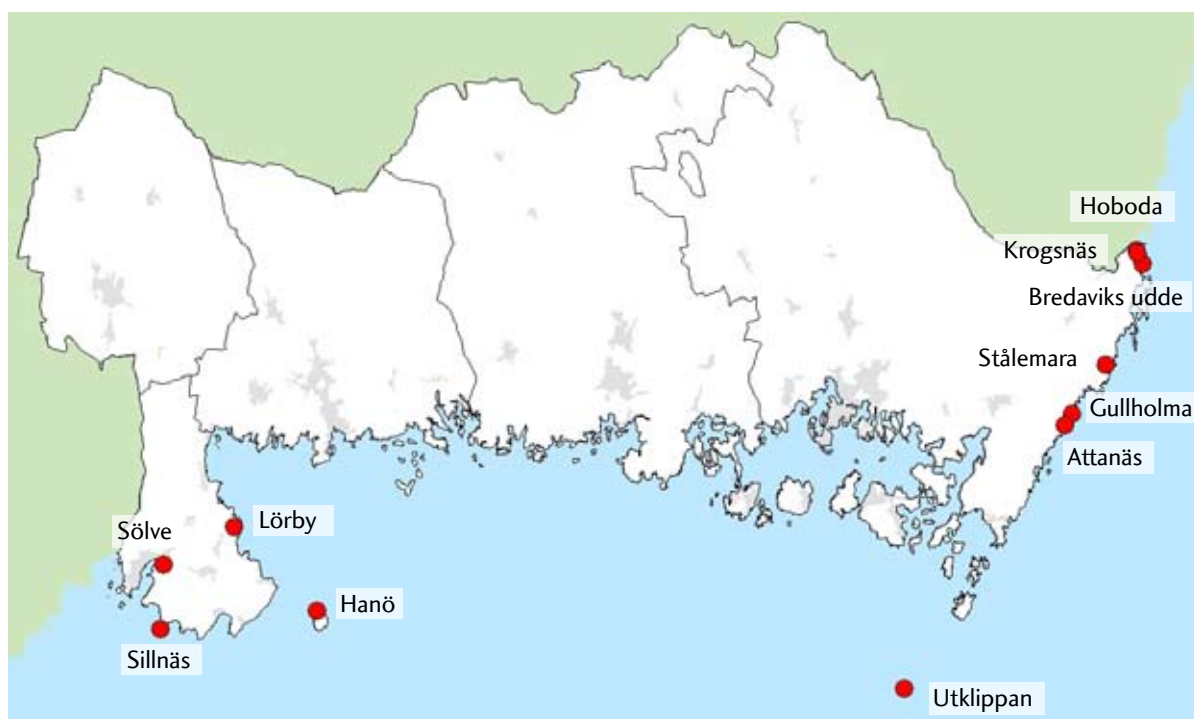 Hoboda
Krogsnäs
Bredaviks udde
Stålemara
Gullholma
Attanäs
Lörby
Sölve
Hanö
Sillnäs
Utklippan